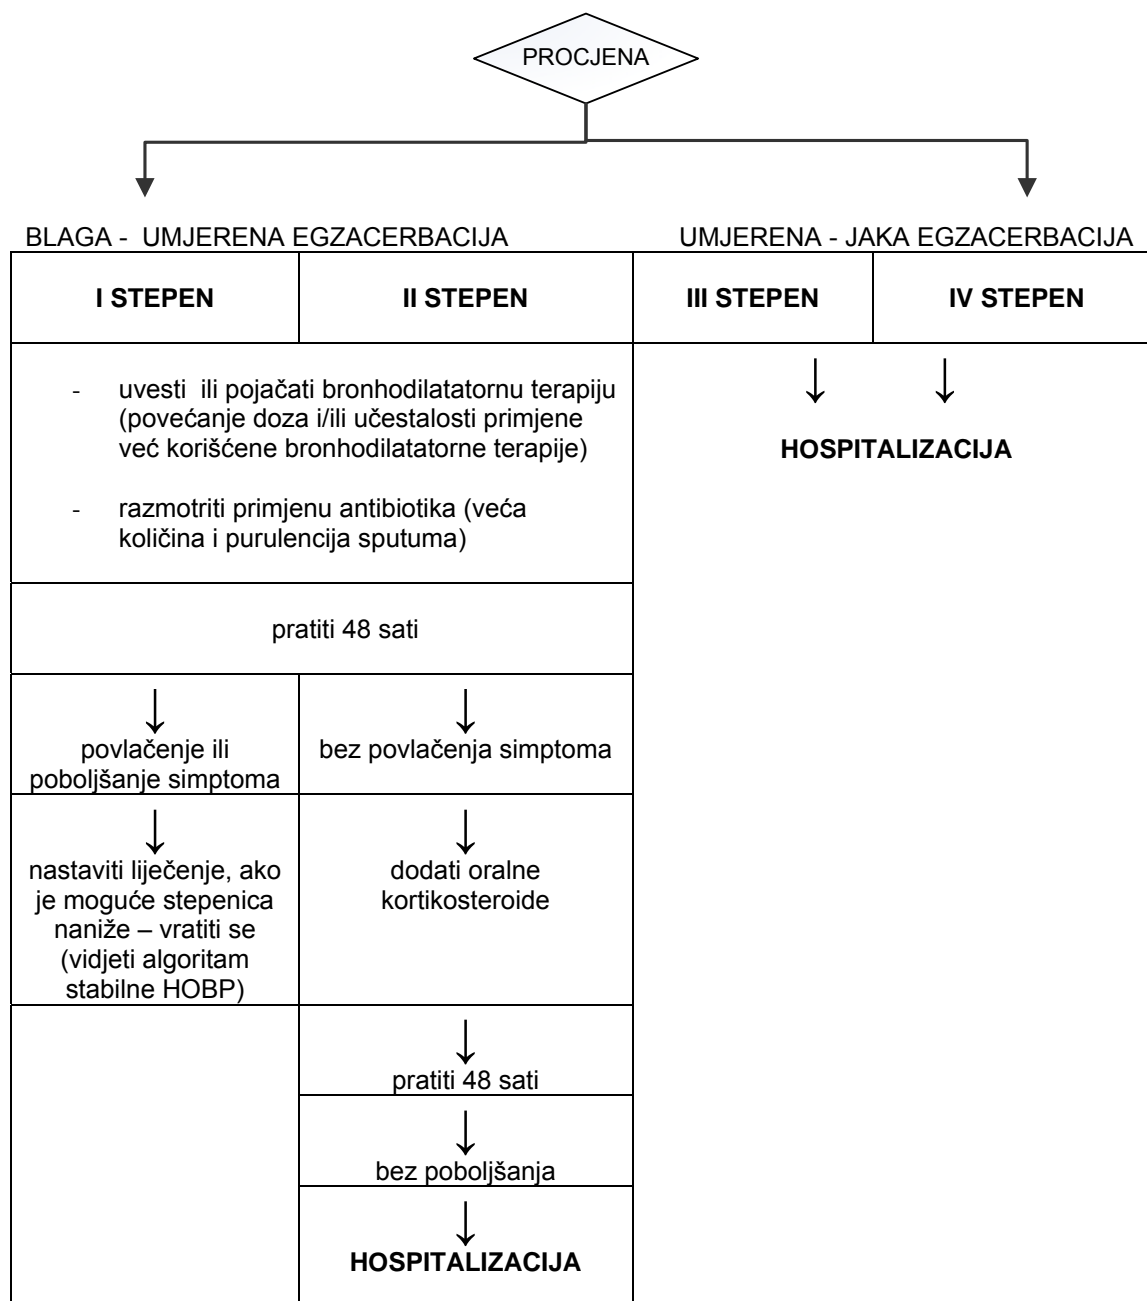 PROCJENA
BLAGA - UMJERENA EGZACERBACIJA
UMJERENA - JAKA EGZACERBACIJA
I STEPEN
II STEPEN
III STEPEN
IV STEPEN
- uvesti ili pojačati bronhodilatatornu terapiju
(povećanje doza i/ili učestalosti primjene
već korišćene bronhodilatatorne terapije)
- razmotriti primjenu antibiotika (veća
količina i purulencija sputuma)
HOSPITALIZACIJA
pratiti 48 sati
povlačenje ili
poboljšanje simptoma
bez povlačenja simptoma
nastaviti liječenje, ako
je moguće stepenica
naniže – vratiti se
(vidjeti algoritam
stabilne HOBP)
dodati oralne
kortikosteroide
pratiti 48 sati
bez poboljšanja
HOSPITALIZACIJA